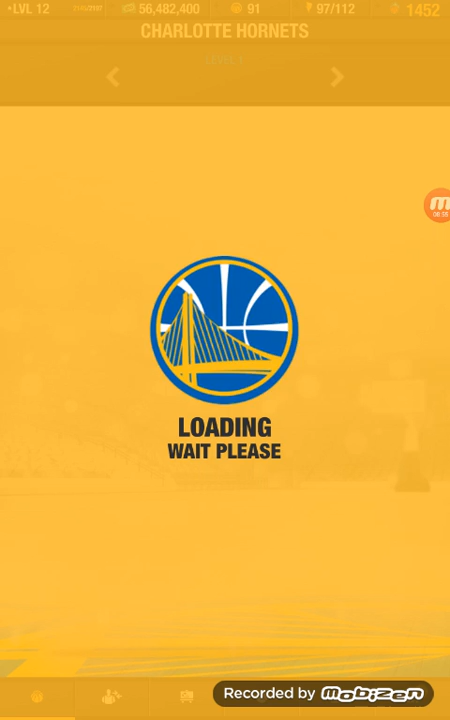 LVL 12
56,482,400
91
97/112
1452
CHARLOTTE HORNETS
LEVEL 1
LOADING
WAIT PLEASE
Recorded by mobizen